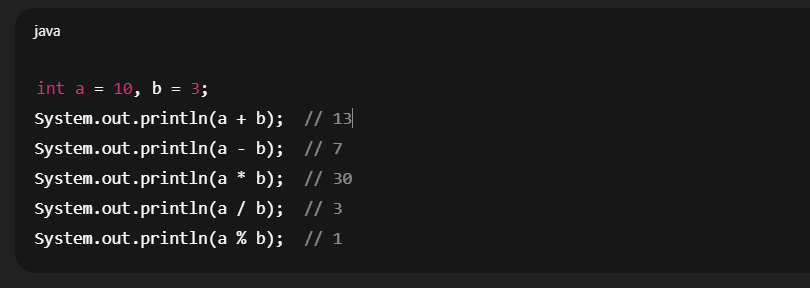 java
int a = 10, b = 3;
System.out.println(a + b);  // 13
System.out.println(a - b);  // 7
System.out.println(a * b);  // 30
System.out.println(a / b);  // 3
System.out.println(a % b);  // 1